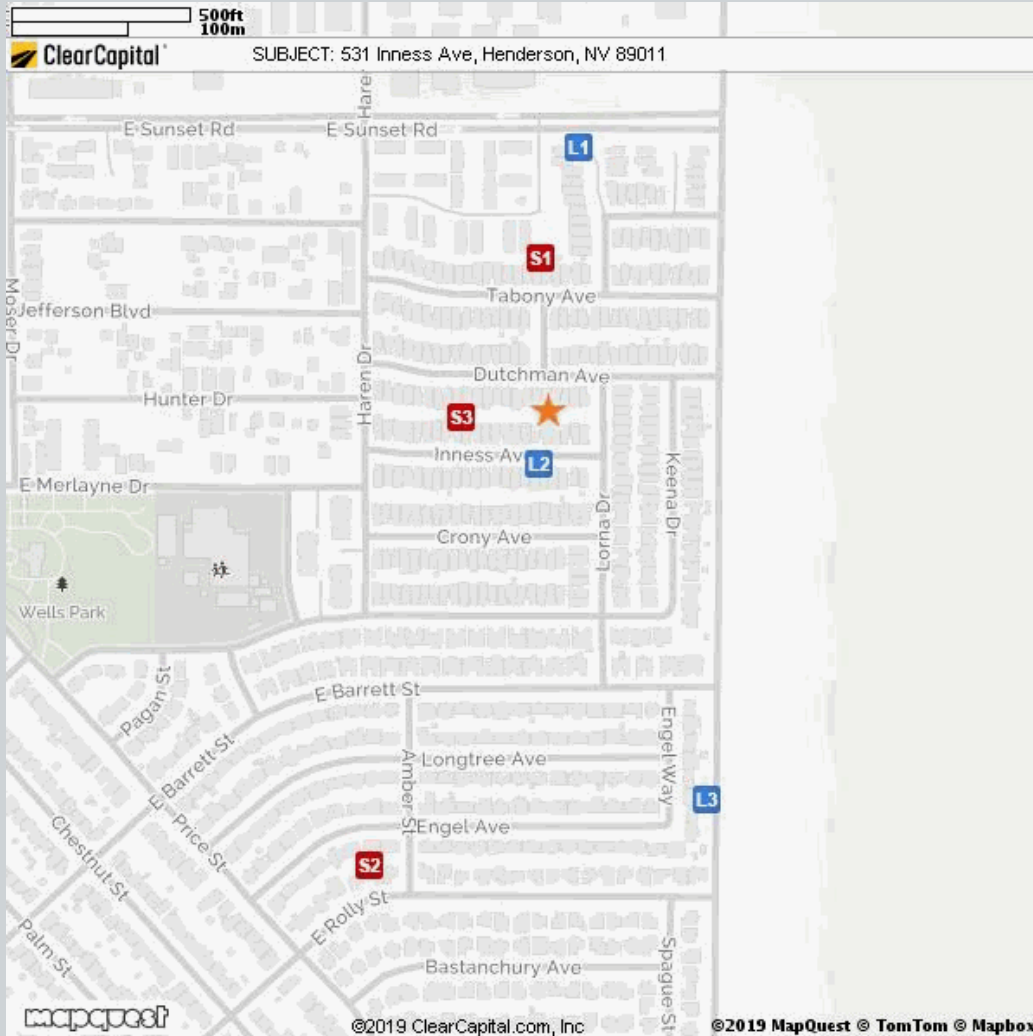 500ft
100m
ClearCapital
SUBJECT: 531 Inness Ave, Henderson, NV 89011
Hare
E Sunset Rd
E Sunset Rd
L1
S1
Tabony Ave
Moser Dr
Jefferson Blvd
Haren Dr
Dutchman Ave
Hunter Dr
S3
Inness Av
L2
Keena Dr
E Merlayne Dr
Lorna Dr
Crony Ave
Wells Park
E Barrett St
Pagan St
Engel Way
E Barrett St
Amber St
Longtree Ave
L3
Price St
Engel Ave
Chestnut St
S2
E Rolly St
Palm St
Spague St
Bastanchury Ave
mapquest
©2019 ClearCapital.com, Inc
©2019 MapQuest © TomTom © Mapbo